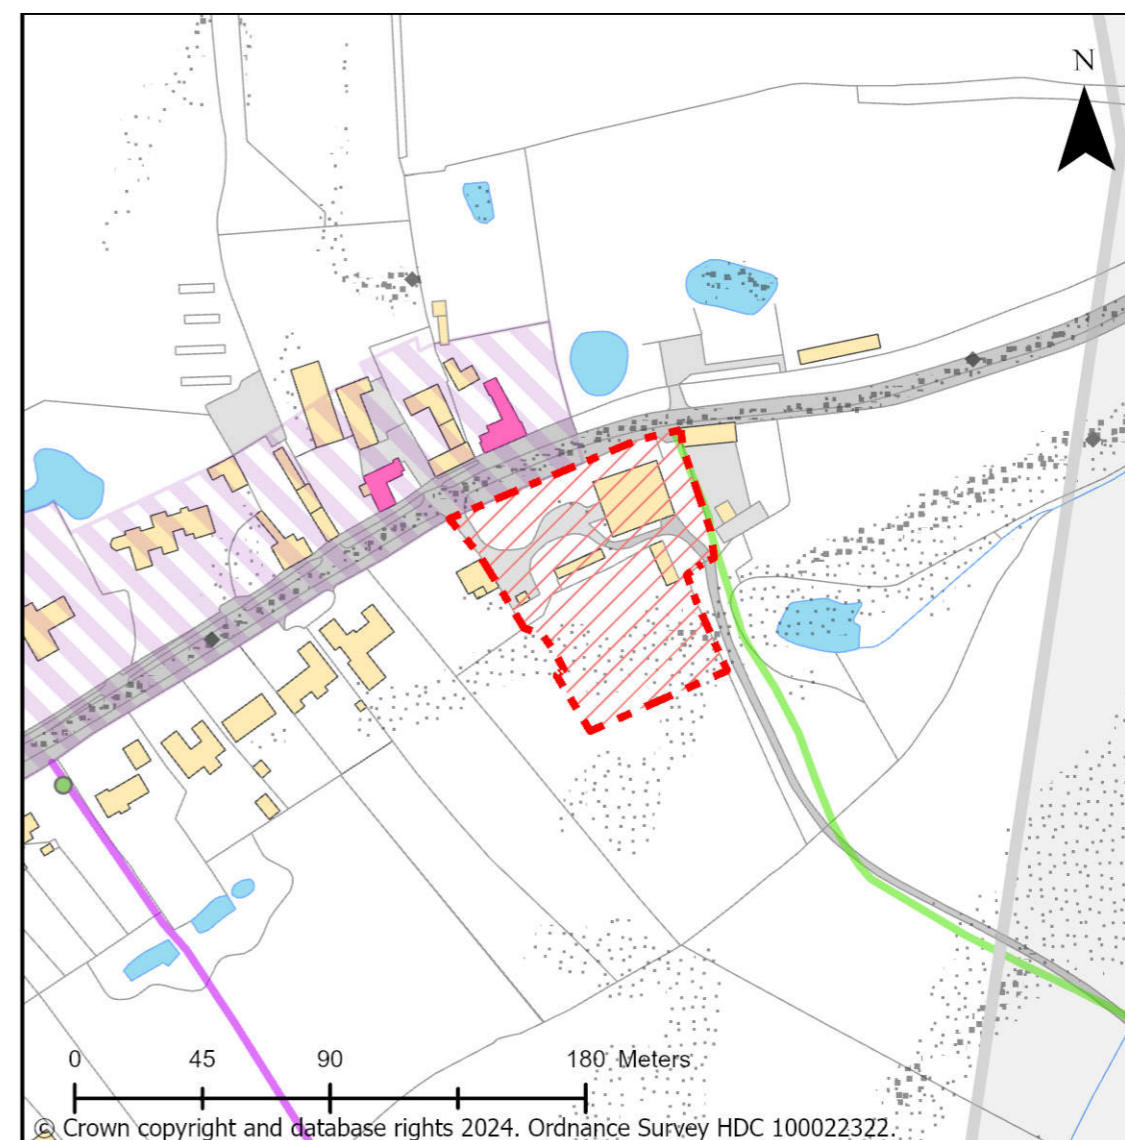 N
0 45 90 180 Meters
© Crown copyright and database rights 2024. Ordnance Survey HDC 100022322.